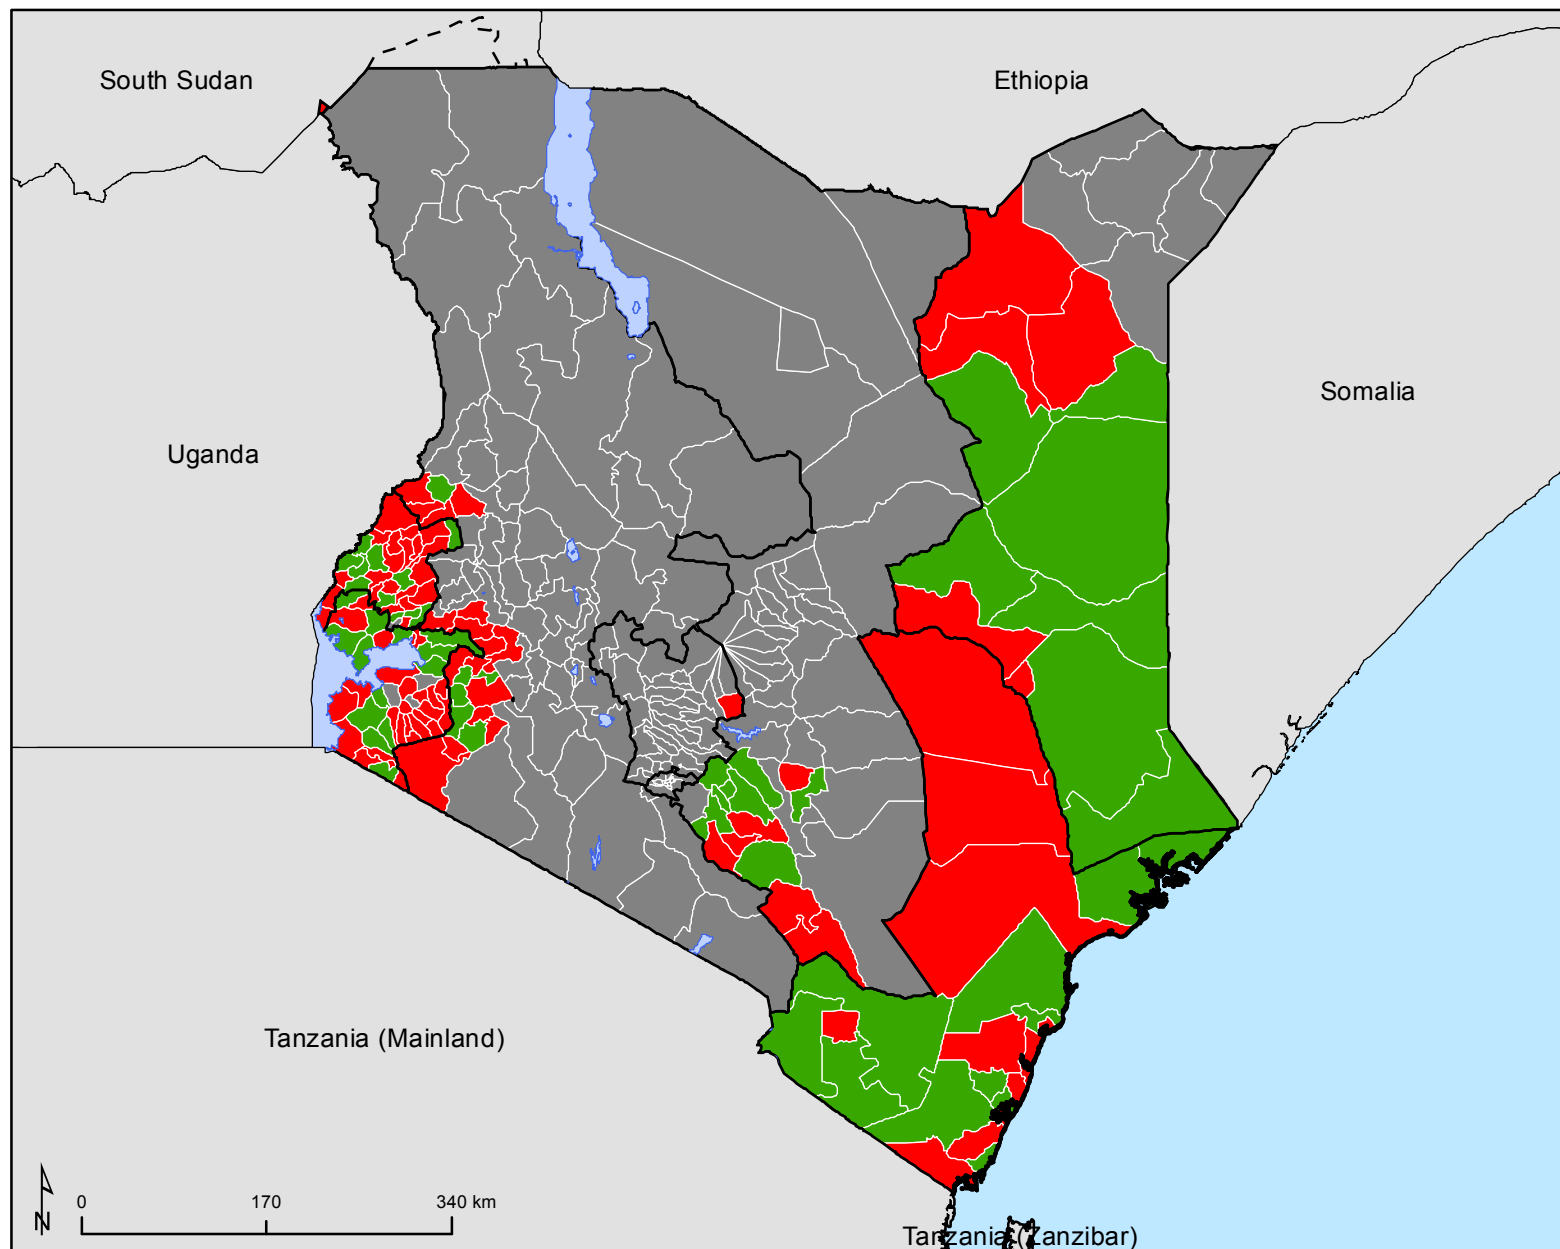 South Sudan
Ethiopia
Somalia
Uganda
Tanzania (Mainland)
N
0 170 340 km
Tanzania (Zanzibar)